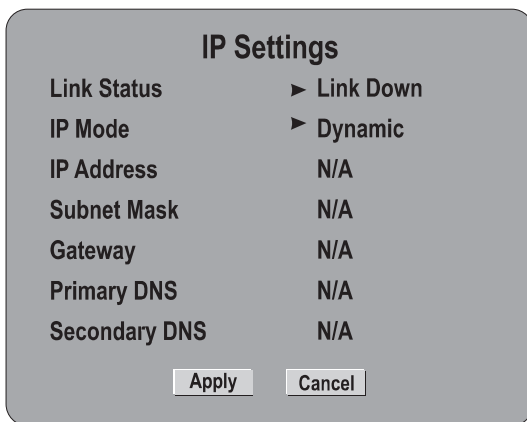 IP Settings
Link Status ► Link Down
IP Mode ► Dynamic
IP Address N/A
Subnet Mask N/A
Gateway N/A
Primary DNS N/A
Secondary DNS N/A
Apply Cancel